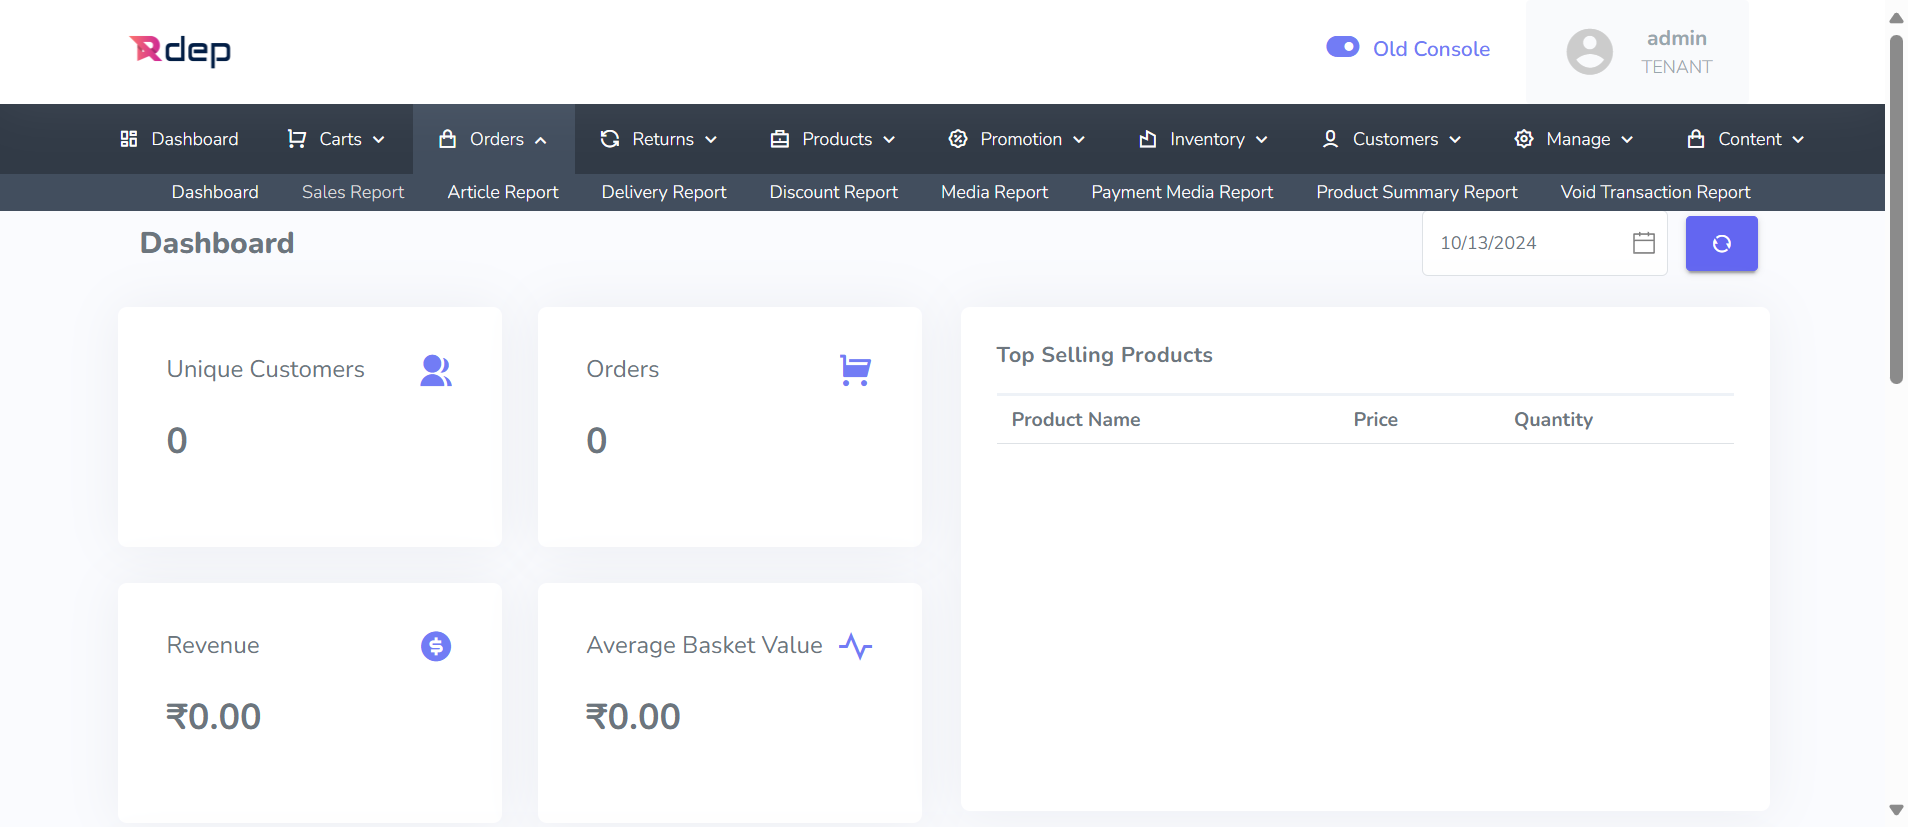 Rdep
Old Console
admin
TENANT
Dashboard Carts Orders Returns Products Promotion Inventory Customers Manage Content
Dashboard Sales Report Article Report Delivery Report Discount Report Media Report Payment Media Report Product Summary Report Void Transaction Report
Dashboard
10/13/2024
Unique Customers
0
Orders
0
Top Selling Products
Product Name Price Quantity
Revenue
₹0.00
Average Basket Value
₹0.00